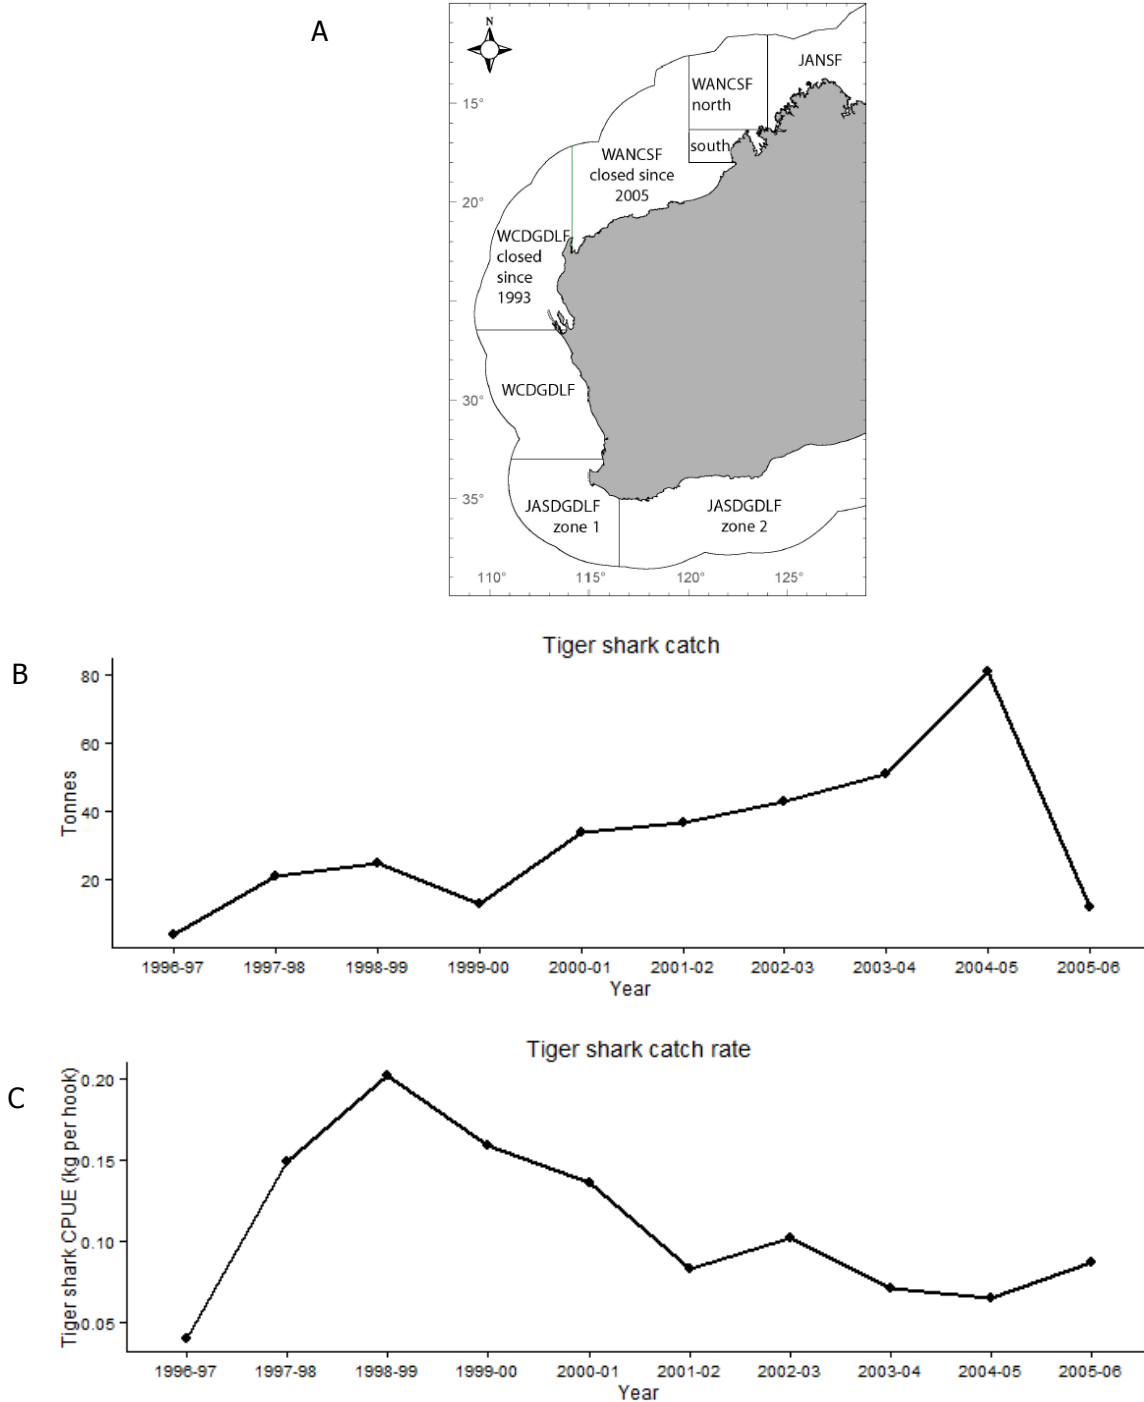 A
N
JANSF
WANCSF
north
15°
south
WANCSF
closed since
2005
20°
WCDGDLF
closed
since
1993
WCDGDLF
30°
35°
JASDGDLF
zone 1
JASDGDLF
zone 2
110° 115° 120° 125°
B
Tiger shark catch
Tonnes
80
60
40
20
1996-97 1997-98 1998-99 1999-00 2000-01 2001-02 2002-03 2003-04 2004-05 2005-06
Year
C
Tiger shark catch rate
Tiger shark CPUE (kg per hook)
0.20
0.15
0.10
0.05
1996-97 1997-98 1998-99 1999-00 2000-01 2001-02 2002-03 2003-04 2004-05 2005-06
Year